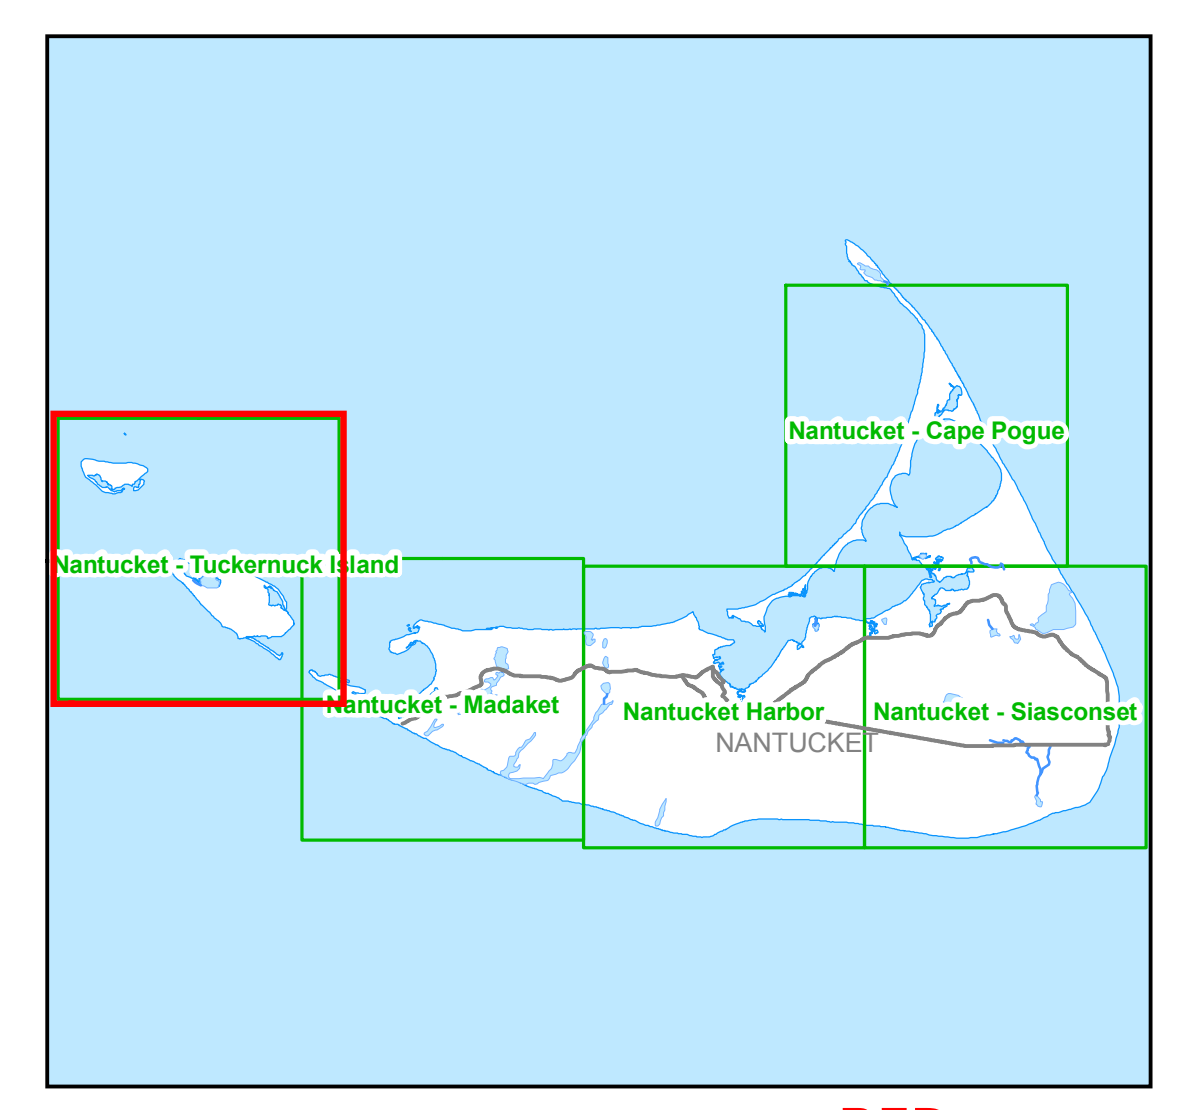 Nantucket - Cape Pogue
Nantucket - Tuckernuck Island
Nantucket - Madaket
Nantucket Harbor
Nantucket - Siasconset
NANTUCKET